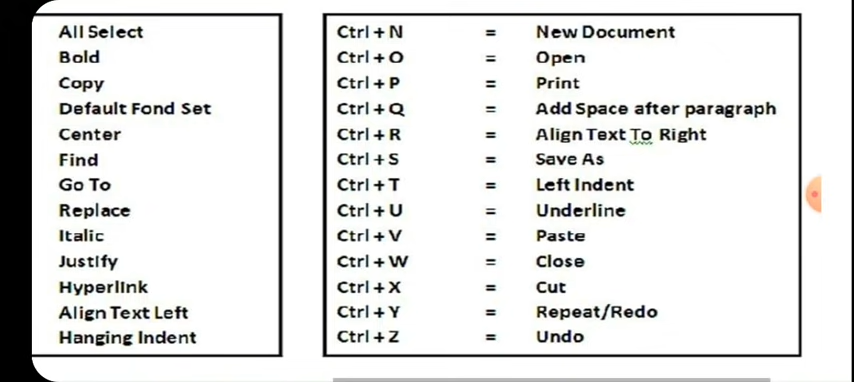 All Select
Bold
Copy
Default Fond Set
Center
Find
Go To
Replace
Italic
Justify
Hyperlink
Align Text Left
Hanging Indent
Ctrl + N = New Document
Ctrl + O = Open
Ctrl + P = Print
Ctrl + Q = Add Space after paragraph
Ctrl + R = Align Text To Right
Ctrl + S = Save As
Ctrl + T = Left Indent
Ctrl + U = Underline
Ctrl + V = Paste
Ctrl + W = Close
Ctrl + X = Cut
Ctrl + Y = Repeat/Redo
Ctrl + Z = Undo